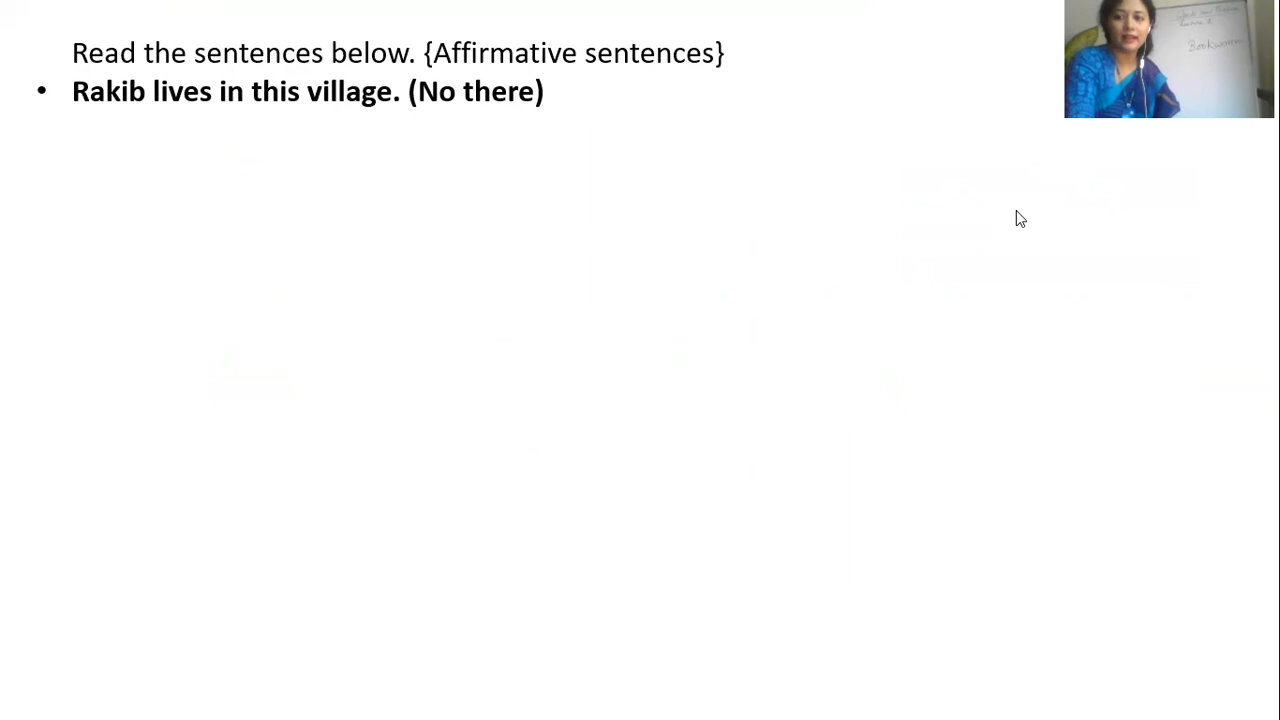 Read the sentences below. {Affirmative sentences}
• Rakib lives in this village. (No there)